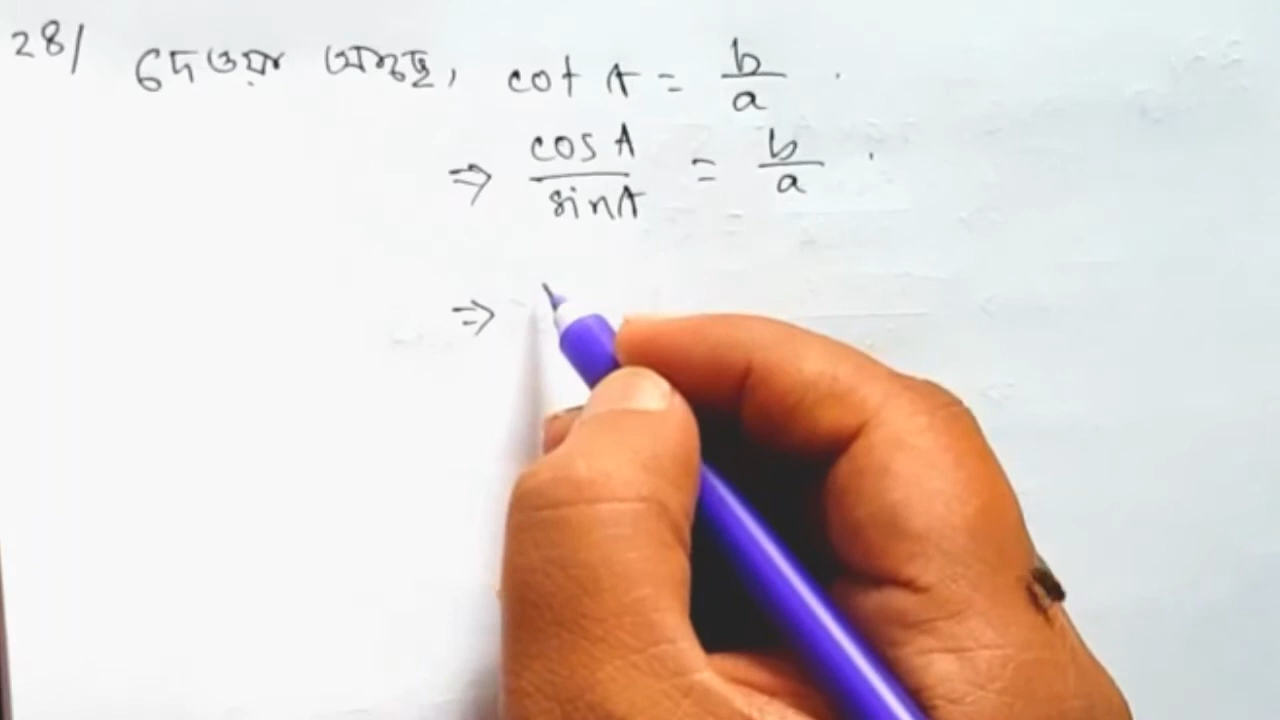 28/ দেওয়া আছে, cot A = b/a .
⇒ cos A / sin A = b/a .
⇒